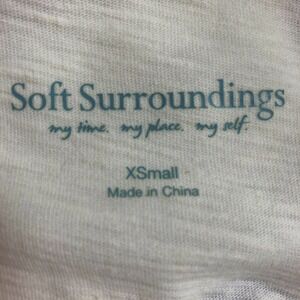 Soft Surroundings
my time. my place. my self.
XSmall
Made in China